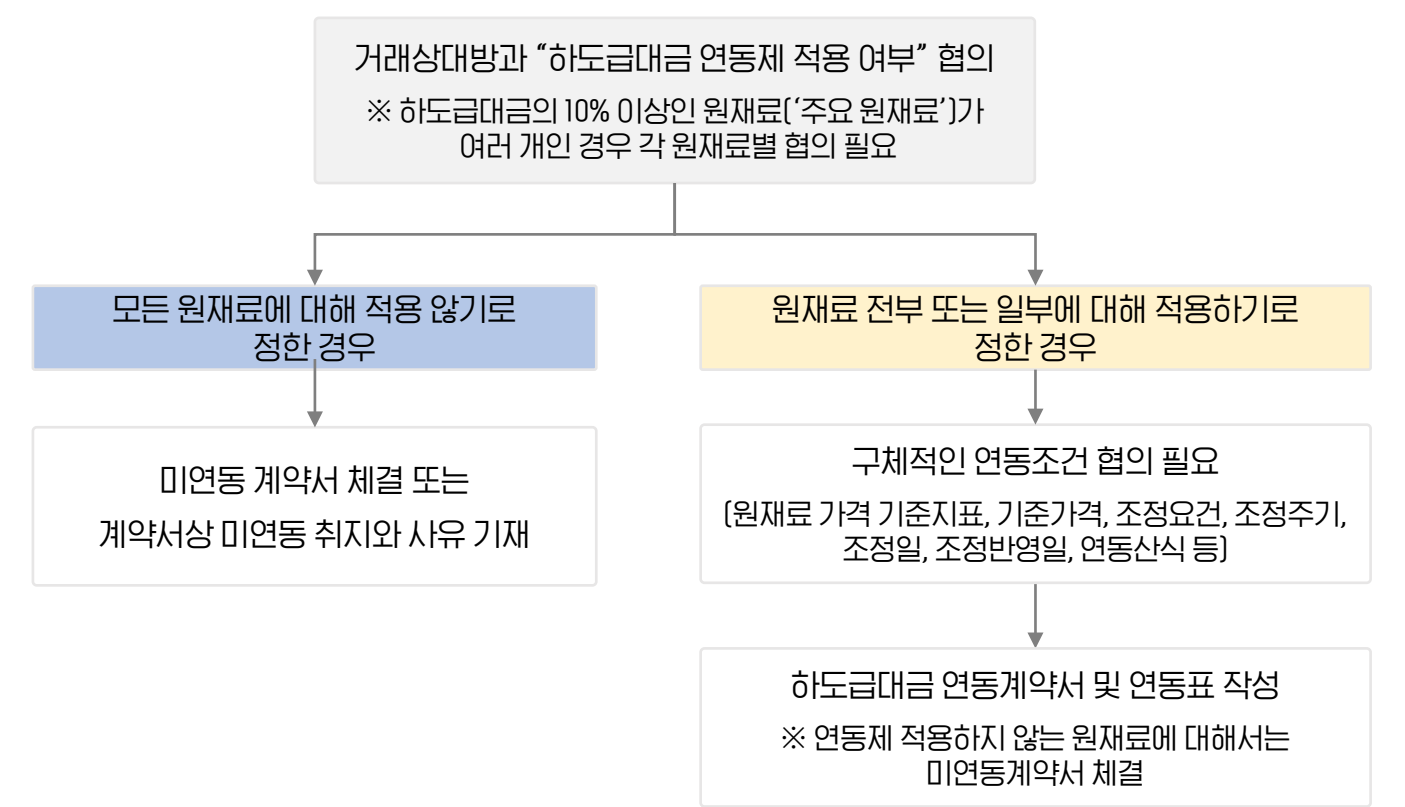 거래상대방과 “하도급대금 연동제 적용 여부” 협의
※ 하도급대금의 10% 이상인 원재료(‘주요 원재료’)가
여러 개인 경우 각 원재료별 협의 필요
모든 원재료에 대해 적용 않기로
정한 경우
원재료 전부 또는 일부에 대해 적용하기로
정한 경우
미연동 계약서 체결 또는
계약서상 미연동 취지와 사유 기재
구체적인 연동조건 협의 필요
(원재료 가격 기준지표, 기준가격, 조정요건, 조정주기,
조정일, 조정반영일, 연동산식 등)
하도급대금 연동계약서 및 연동표 작성
※ 연동제 적용하지 않는 원재료에 대해서는
미연동계약서 체결